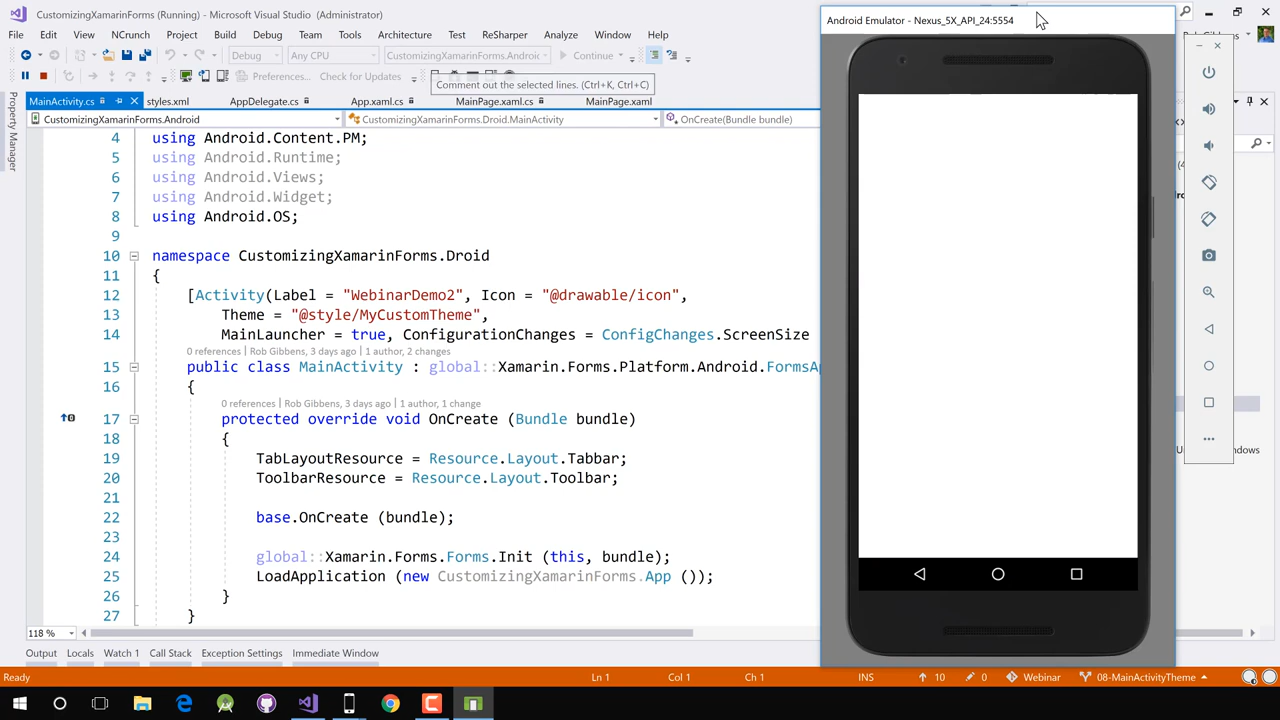 CustomizingXamarinForms (Running) - Microsoft Visual Studio (Administrator)
File Edit View NCrunch Project Build Debug Team Tools Architecture Test ReSharper Analyze Window Help
Debug Any CPU CustomizingXamarinForms.Android Continue
Preferences... Check for Updates
Comment out the selected lines. (Ctrl+K, Ctrl+C)
MainActivity.cs styles.xml AppDelegate.cs App.xaml.cs MainPage.xaml.cs MainPage.xaml
CustomizingXamarinForms.Android CustomizingXamarinForms.Droid.MainActivity OnCreate(Bundle bundle)
Property Manager
4 using Android.Content.PM;
5 using Android.Runtime;
6 using Android.Views;
7 using Android.Widget;
8 using Android.OS;
9
10 namespace CustomizingXamarinForms.Droid
11 {
12 [Activity(Label = "WebinarDemo2", Icon = "@drawable/icon",
13 Theme = "@style/MyCustomTheme",
14 MainLauncher = true, ConfigurationChanges = ConfigChanges.ScreenSize
0 references | Rob Gibbens, 3 days ago | 1 author, 2 changes
15 public class MainActivity : global::Xamarin.Forms.Platform.Android.FormsAp
16 {
0 references | Rob Gibbens, 3 days ago | 1 author, 1 change
17 protected override void OnCreate (Bundle bundle)
18 {
19 TabLayoutResource = Resource.Layout.Tabbar;
20 ToolbarResource = Resource.Layout.Toolbar;
21
22 base.OnCreate (bundle);
23
24 global::Xamarin.Forms.Forms.Init (this, bundle);
25 LoadApplication (new CustomizingXamarinForms.App ());
26 }
27 }
118 %
Output Locals Watch 1 Call Stack Exception Settings Immediate Window
Ready Ln 1 Col 1 Ch 1 INS 10 0 Webinar 08-MainActivityTheme
Android Emulator - Nexus_5X_API_24:5554